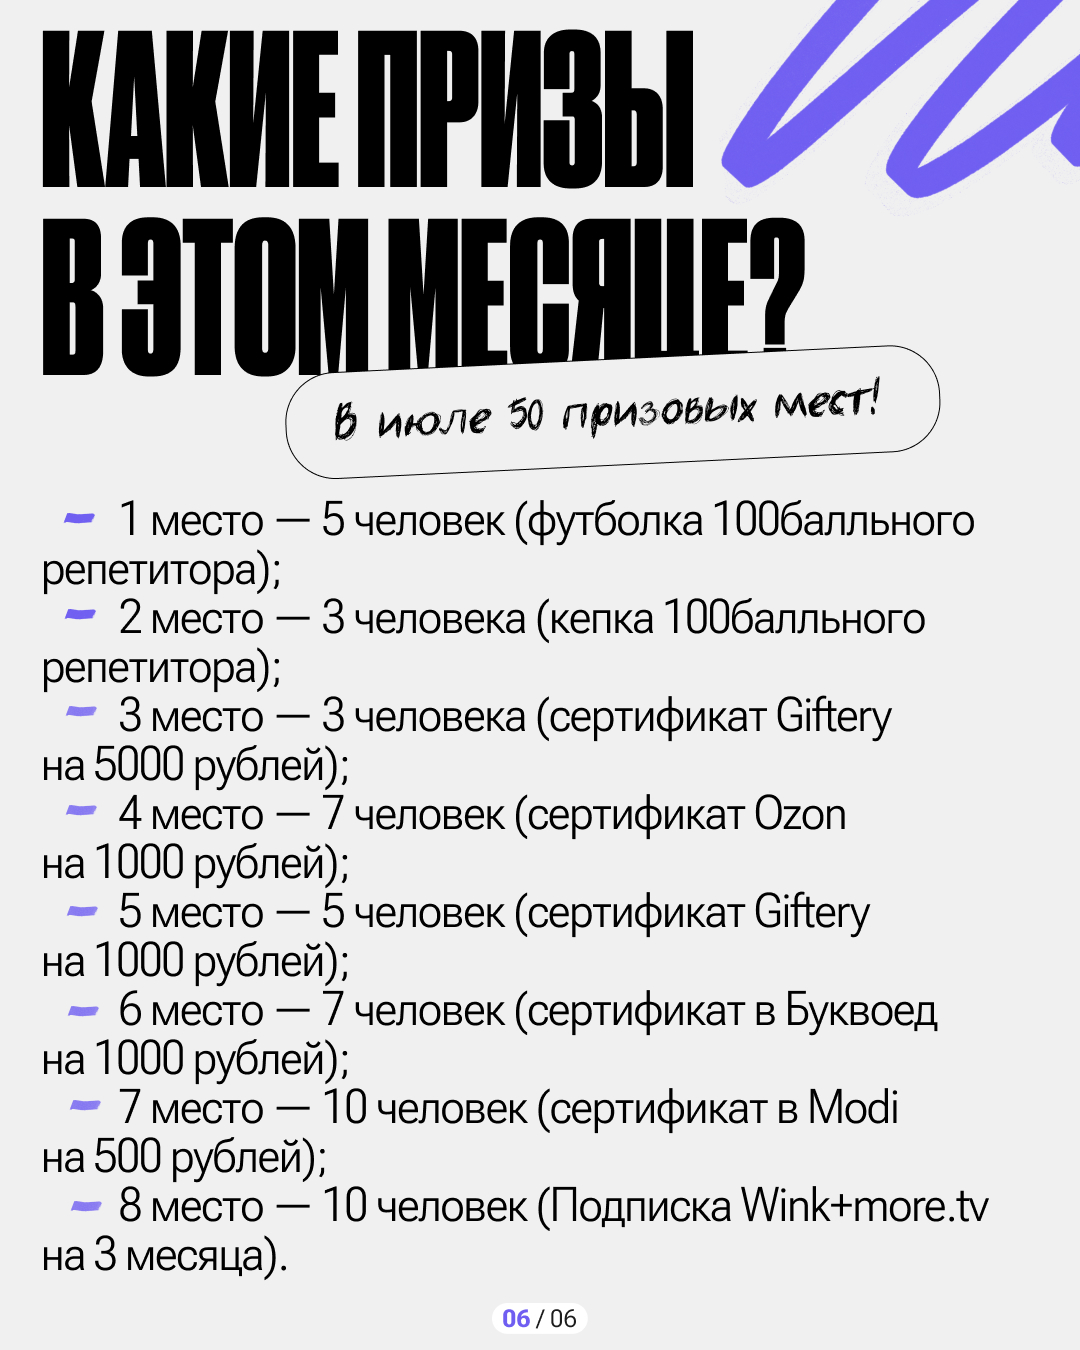 КАКИЕ ПРИЗЫ
В ЭТОМ МЕСЯЦЕ?
В июле 50 призовых мест!
– 1 место — 5 человек (футболка 100балльного
репетитора);
– 2 место — 3 человека (кепка 100балльного
репетитора);
– 3 место — 3 человека (сертификат Giftery
на 5000 рублей);
– 4 место — 7 человек (сертификат Ozon
на 1000 рублей);
– 5 место — 5 человек (сертификат Giftery
на 1000 рублей);
– 6 место — 7 человек (сертификат в Буквоед
на 1000 рублей);
– 7 место — 10 человек (сертификат в Modi
на 500 рублей);
– 8 место — 10 человек (Подписка Wink+more.tv
на 3 месяца).
06 / 06